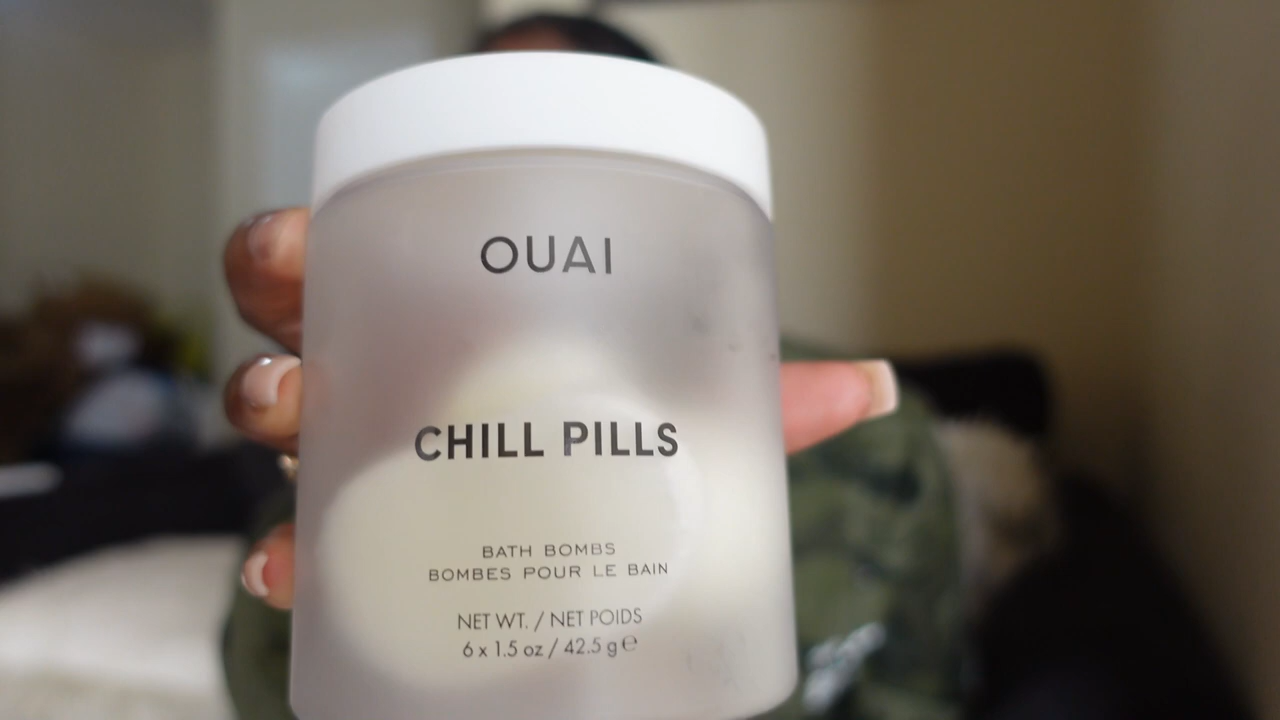 OUAI
CHILL PILLS
BATH BOMBS
BOMBES POUR LE BAIN
NET WT. / NET POIDS
6 x 1.5 oz / 42.5 g ℮